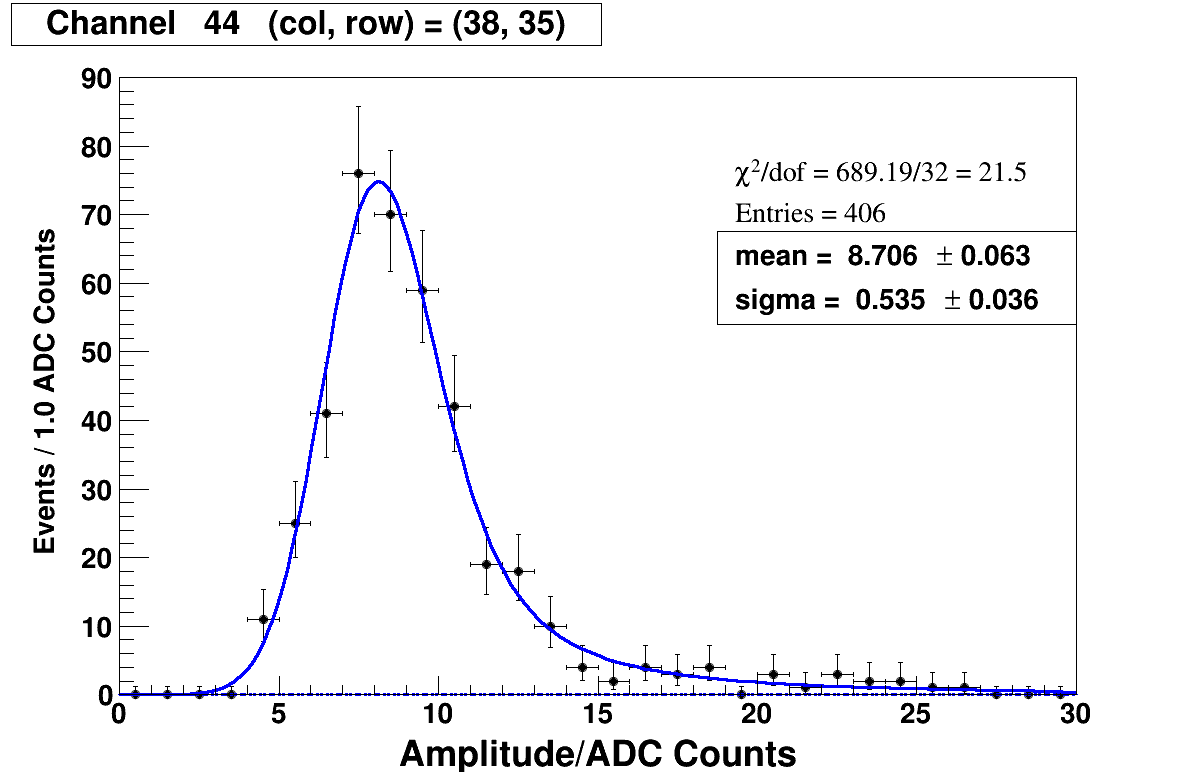 Channel 44 (col, row) = (38, 35)
Events / 1.0 ADC Counts
90
80
70
60
50
40
30
20
10
0
χ²/dof = 689.19/32 = 21.5
Entries = 406
mean = 8.706 ± 0.063
sigma = 0.535 ± 0.036
0 5 10 15 20 25 30
Amplitude/ADC Counts